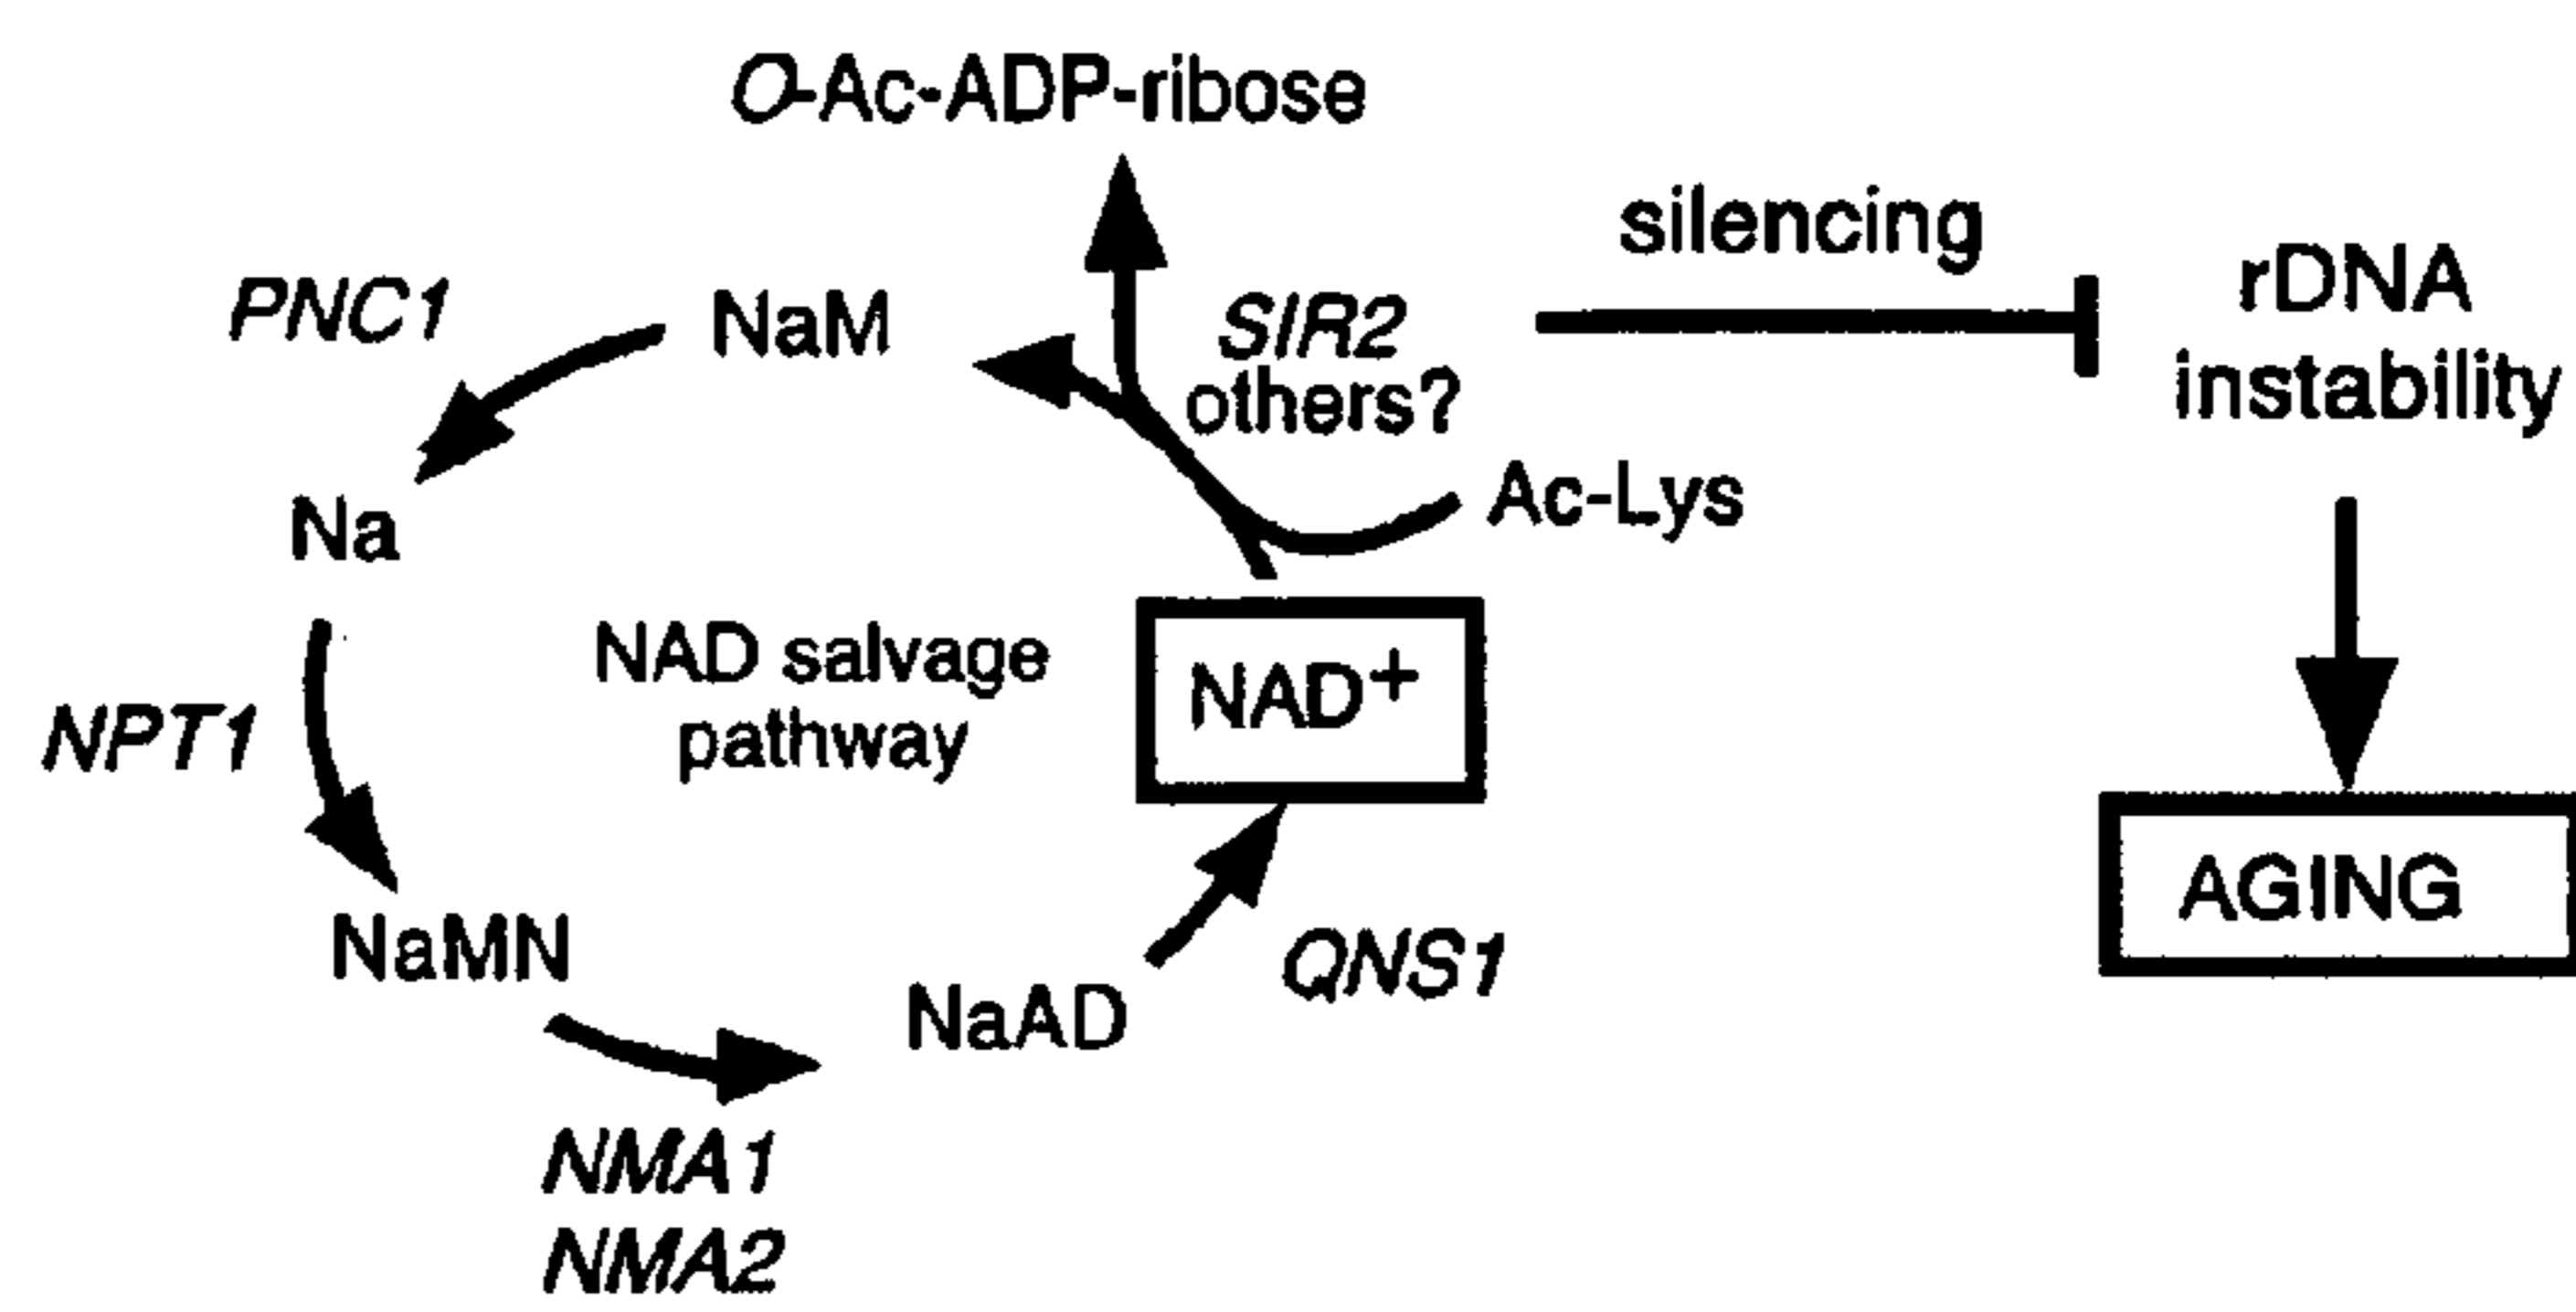 O-Ac-ADP-ribose
silencing
PNC1
NaM
SIR2
others?
rDNA
instability
Ac-Lys
Na
NAD salvage
pathway
NAD+
NPT1
AGING
NaMN
NaAD
QNS1
NMA1
NMA2